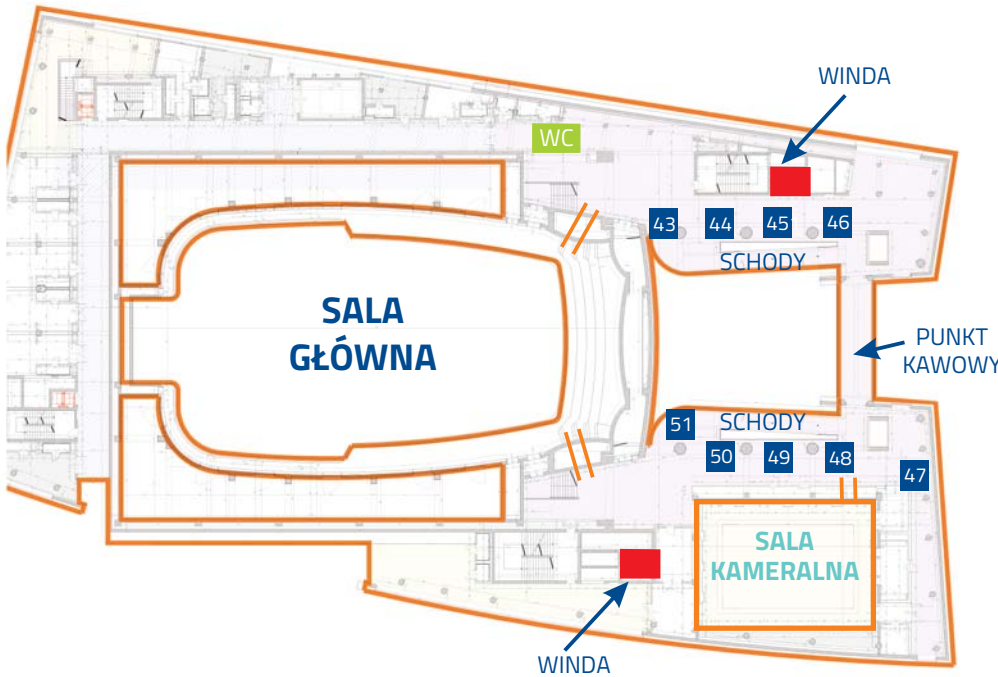 WINDA
WC
43
44
45
46
SCHODY
SALA
GŁÓWNA
PUNKT
KAWOWY
51
SCHODY
50
49
48
47
SALA
KAMERALNA
WINDA